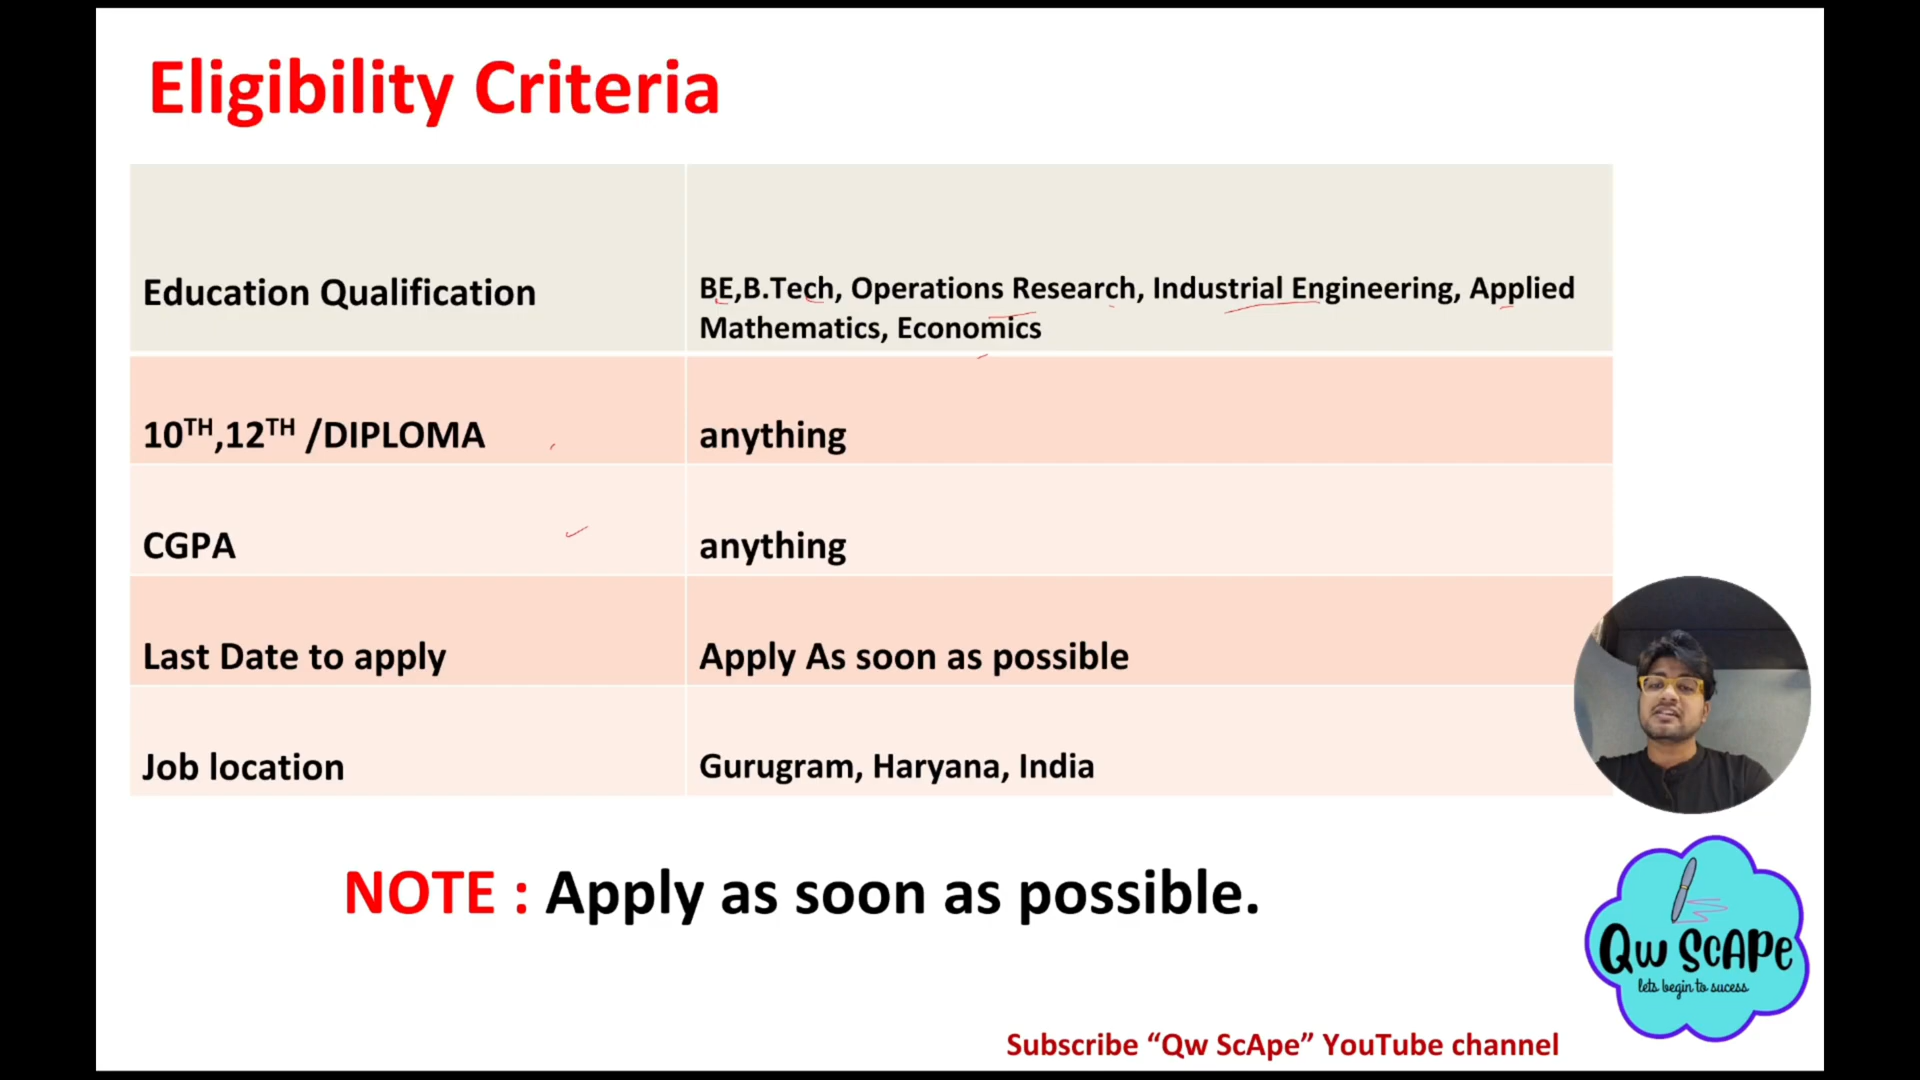 Eligibility Criteria
Education Qualification
BE,B.Tech, Operations Research, Industrial Engineering, Applied
Mathematics, Economics
10TH,12TH /DIPLOMA
anything
CGPA
anything
Last Date to apply
Apply As soon as possible
Job location
Gurugram, Haryana, India
NOTE : Apply as soon as possible.
Qw ScAPe
lets begin to sucess
Subscribe “Qw ScApe” YouTube channel